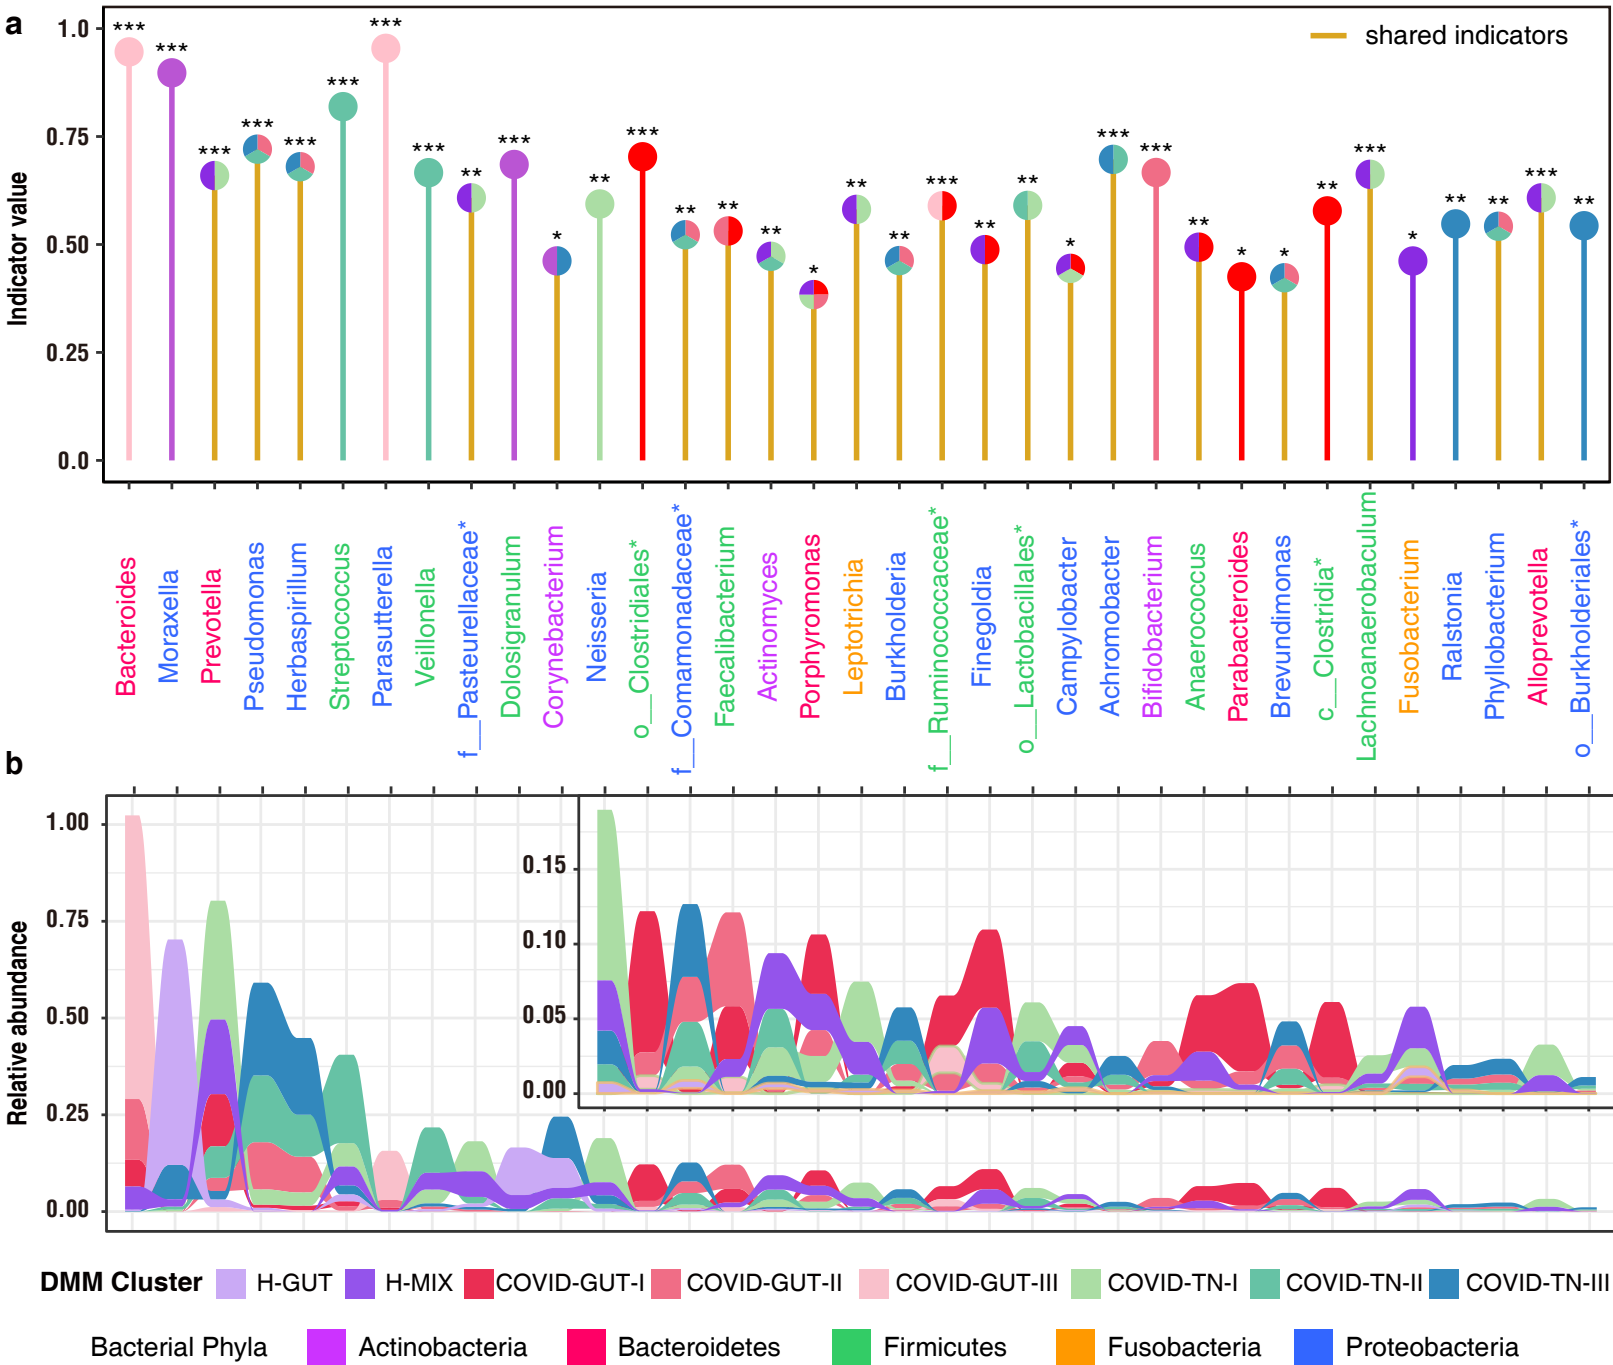 a
shared indicators
Indicator value
1.0
0.75
0.50
0.25
0.0
*** *** *** *** *** *** *** *** ** *** * ** *** ** ** ** * ** ** *** ** ** * *** *** ** * * ** *** * ** ** *** **
Bacteroides
Moraxella
Prevotella
Pseudomonas
Herbaspirillum
Streptococcus
Parasutterella
Veillonella
f__Pasteurellaceae*
Dolosigranulum
Corynebacterium
Neisseria
o__Clostridiales*
f__Comamonadaceae*
Faecalibacterium
Actinomyces
Porphyromonas
Leptotrichia
Burkholderia
f__Ruminococcaceae*
Finegoldia
o__Lactobacillales*
Campylobacter
Achromobacter
Bifidobacterium
Anaerococcus
Parabacteroides
Brevundimonas
c__Clostridia*
Lachnoanaerobaculum
Fusobacterium
Ralstonia
Phyllobacterium
Alloprevotella
o__Burkholderiales*
b
Relative abundance
1.00
0.75
0.50
0.25
0.00
0.15
0.10
0.05
0.00
DMM Cluster H-GUT H-MIX COVID-GUT-I COVID-GUT-II COVID-GUT-III COVID-TN-I COVID-TN-II COVID-TN-III
Bacterial Phyla Actinobacteria Bacteroidetes Firmicutes Fusobacteria Proteobacteria